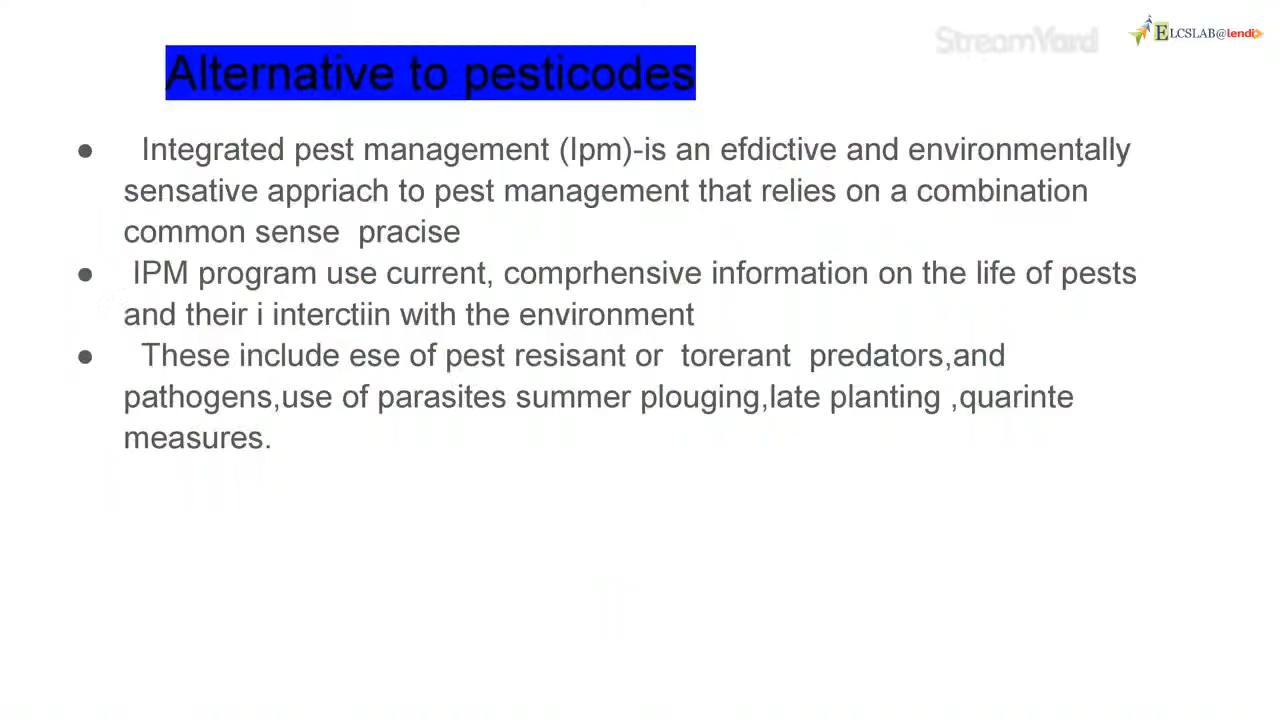 StreamYard
ELCSLAB@lendi
Alternative to pesticodes
● Integrated pest management (Ipm)-is an efdictive and environmentally
sensative appriach to pest management that relies on a combination
common sense pracise
● IPM program use current, comprhensive information on the life of pests
and their i interctiin with the environment
● These include ese of pest resisant or torerant predators,and
pathogens,use of parasites summer plouging,late planting ,quarinte
measures.